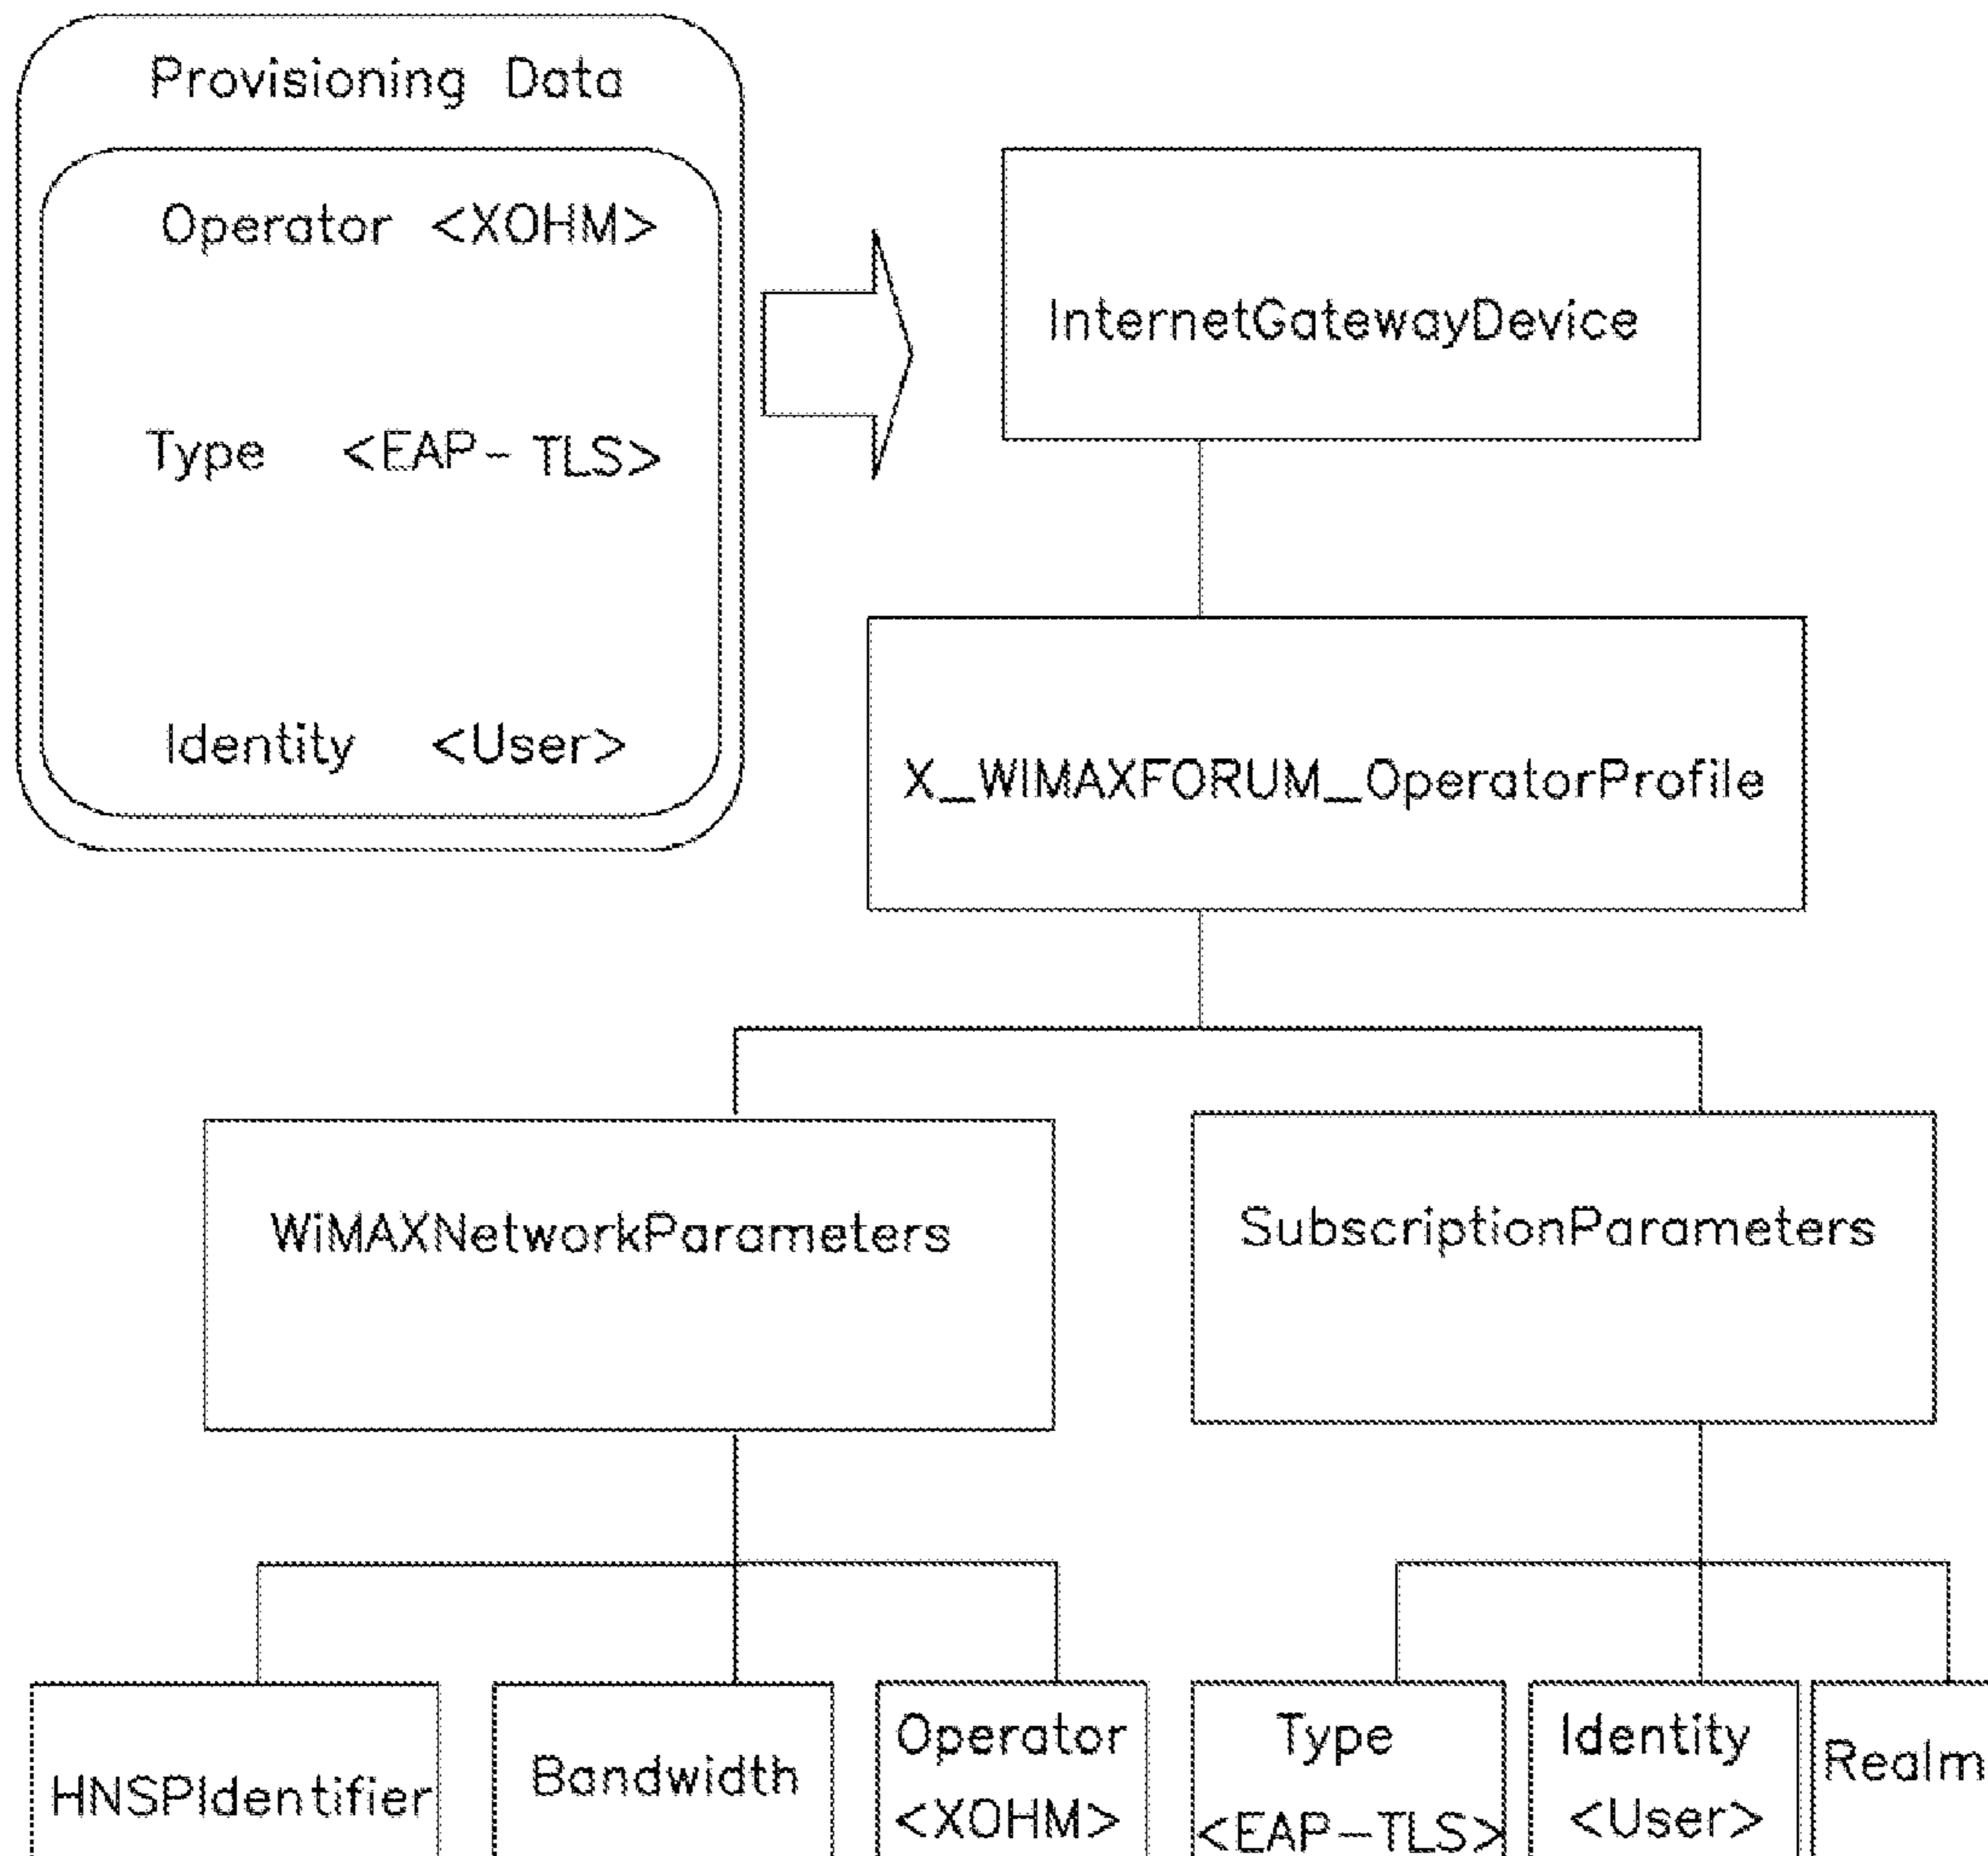 Provisioning Data
Operator <XOHM>
Type <EAP-TLS>
Identity <User>
InternetGatewayDevice
X_WIMAXFORUM_OperatorProfile
WiMAXNetworkParameters
SubscriptionParameters
HNSPIdentifier
Bandwidth
Operator
<XOHM>
Type
<EAP-TLS>
Identity
<User>
Realm